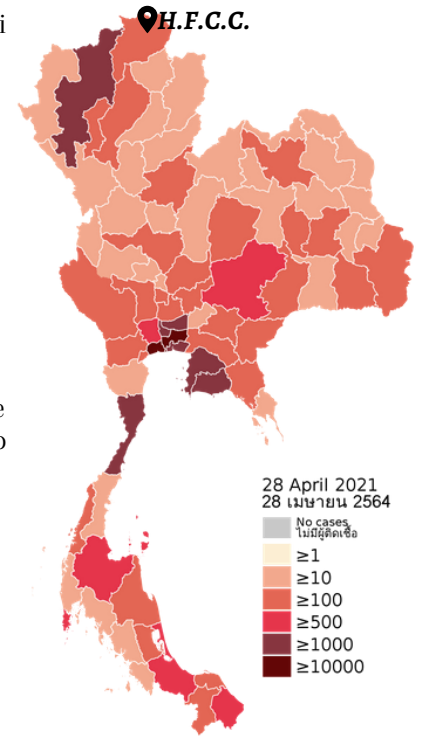 i
H.F.C.C.
e
o
28 April 2021
28 เมษายน 2564
No cases
ไม่มีผู้ติดเชื้อ
≥1
≥10
≥100
≥500
≥1000
≥10000